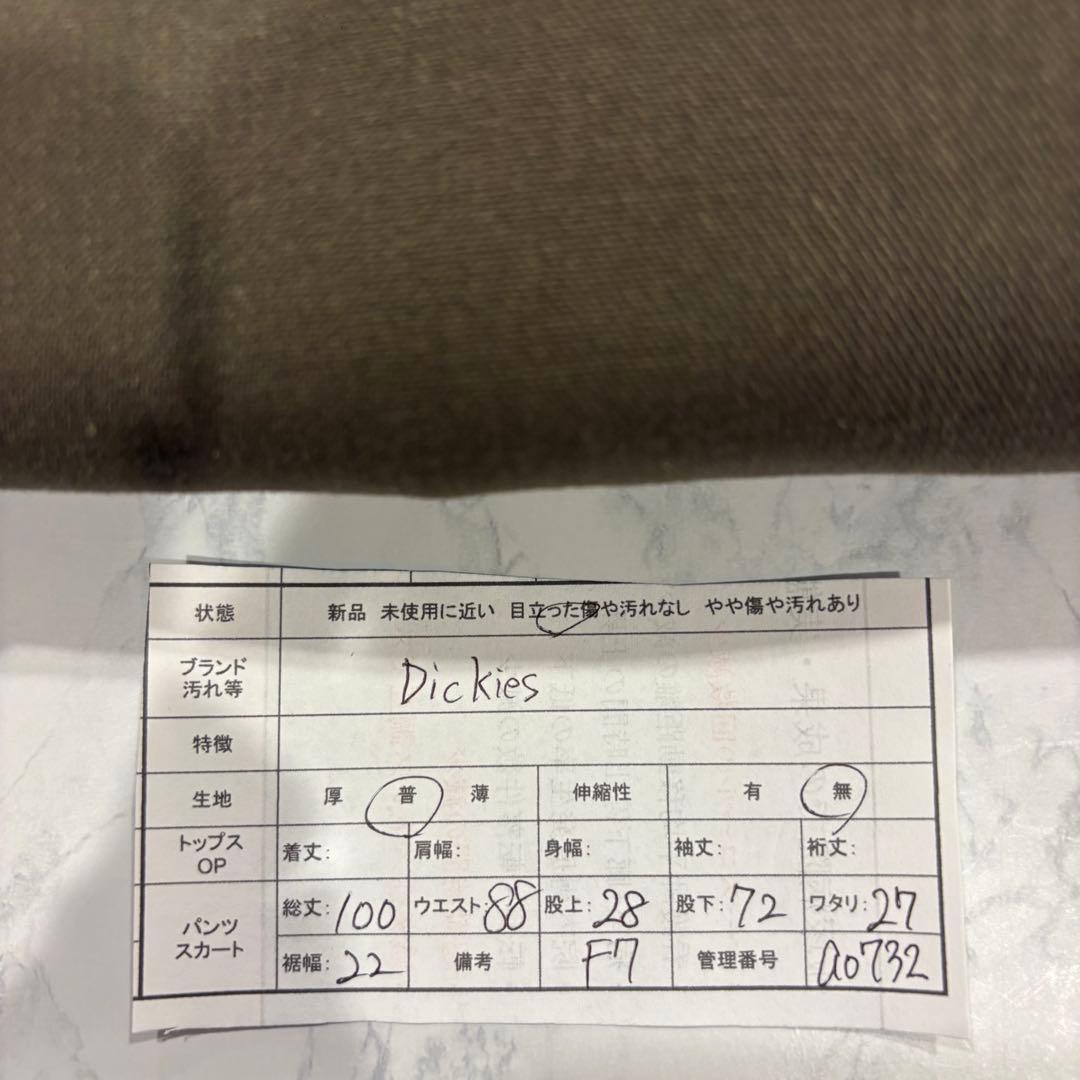 状態 新品 未使用に近い 目立った傷や汚れなし やや傷や汚れあり
ブランド 汚れ等 Dickies
特徴
生地 厚 普 薄 伸縮性 有 無
トップス OP 着丈: 肩幅: 身幅: 袖丈: 裄丈:
パンツ スカート 総丈:100 ウエスト:88 股上:28 股下:72 ワタリ:27
裾幅:22 備考 F7 管理番号 a0732